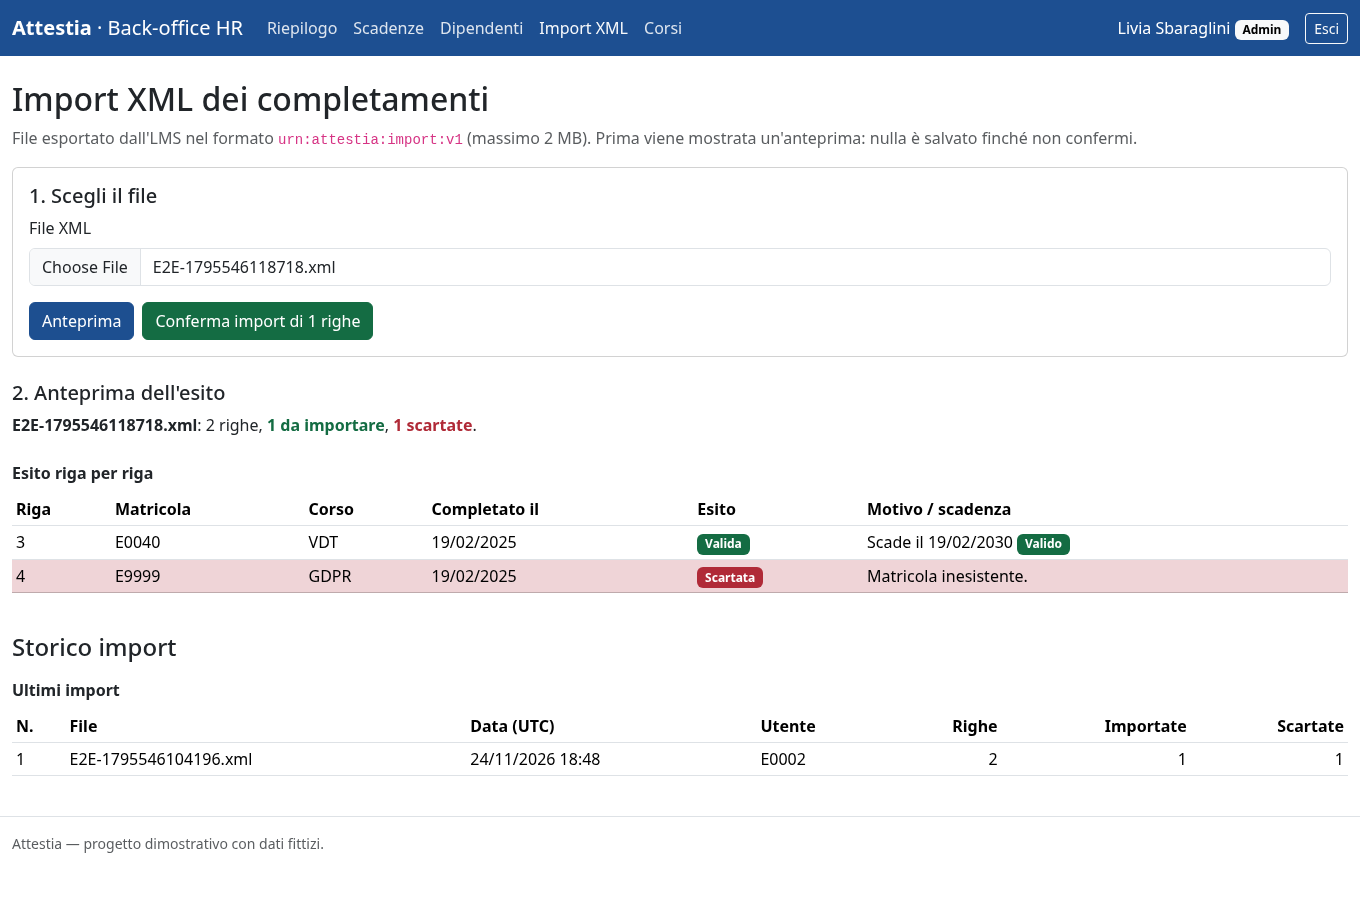 Attestia · Back-office HR Riepilogo Scadenze Dipendenti Import XML Corsi Livia Sbaraglini Admin Esci
Import XML dei completamenti
File esportato dall'LMS nel formato urn:attestia:import:v1 (massimo 2 MB). Prima viene mostrata un'anteprima: nulla è salvato finché non confermi.
1. Scegli il file
File XML
Choose File E2E-1795546118718.xml
Anteprima Conferma import di 1 righe
2. Anteprima dell'esito
E2E-1795546118718.xml: 2 righe, 1 da importare, 1 scartate.
Esito riga per riga
Riga Matricola Corso Completato il Esito Motivo / scadenza
3 E0040 VDT 19/02/2025 Valida Scade il 19/02/2030 Valido
4 E9999 GDPR 19/02/2025 Scartata Matricola inesistente.
Storico import
Ultimi import
N. File Data (UTC) Utente Righe Importate Scartate
1 E2E-1795546104196.xml 24/11/2026 18:48 E0002 2 1 1
Attestia — progetto dimostrativo con dati fittizi.